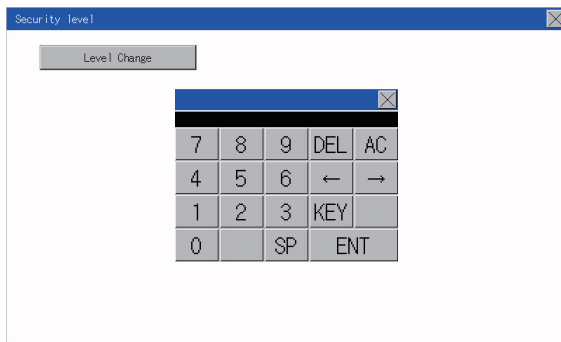 Security level
Level Change
7 8 9 DEL AC
4 5 6 ← →
1 2 3 KEY
0 SP ENT